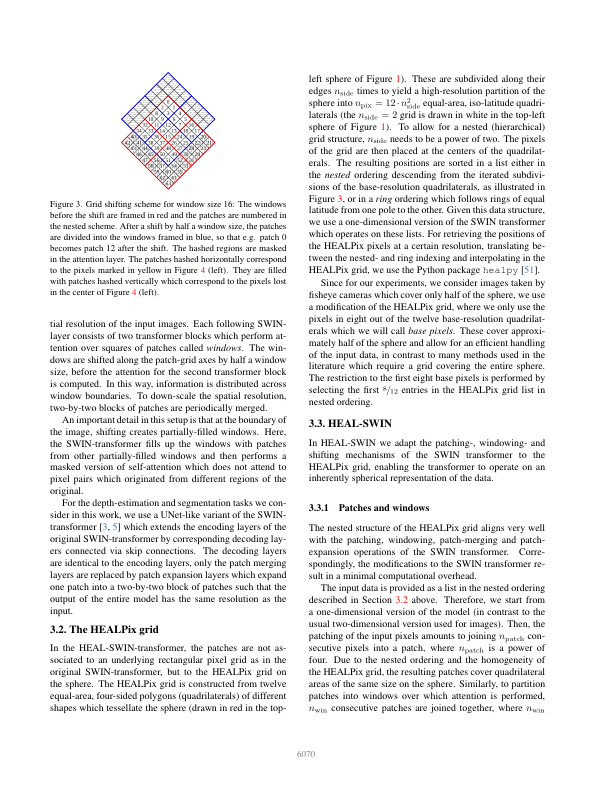 Figure 3. Grid shifting scheme for window size 16: The windows
before the shift are framed in red and the patches are numbered in
the nested scheme. After a shift by half a window size, the patches
are divided into the windows framed in blue, so that e.g. patch 0
becomes patch 12 after the shift. The hashed regions are masked
in the attention layer. The patches hashed horizontally correspond
to the pixels marked in yellow in Figure 4 (left). They are filled
with patches hashed vertically which correspond to the pixels lost
in the center of Figure 4 (left).
tial resolution of the input images. Each following SWIN-
layer consists of two transformer blocks which perform at-
tention over squares of patches called windows. The win-
dows are shifted along the patch-grid axes by half a window
size, before the attention for the second transformer block
is computed. In this way, information is distributed across
window boundaries. To down-scale the spatial resolution,
two-by-two blocks of patches are periodically merged.
An important detail in this setup is that at the boundary of
the image, shifting creates partially-filled windows. Here,
the SWIN-transformer fills up the windows with patches
from other partially-filled windows and then performs a
masked version of self-attention which does not attend to
pixel pairs which originated from different regions of the
original.
For the depth-estimation and segmentation tasks we con-
sider in this work, we use a UNet-like variant of the SWIN-
transformer [3, 5] which extends the encoding layers of the
original SWIN-transformer by corresponding decoding lay-
ers connected via skip connections. The decoding layers
are identical to the encoding layers, only the patch merging
layers are replaced by patch expansion layers which expand
one patch into a two-by-two block of patches such that the
output of the entire model has the same resolution as the
input.
3.2. The HEALPix grid
In the HEAL-SWIN-transformer, the patches are not as-
sociated to an underlying rectangular pixel grid as in the
original SWIN-transformer, but to the HEALPix grid on
the sphere. The HEALPix grid is constructed from twelve
equal-area, four-sided polygons (quadrilaterals) of different
shapes which tessellate the sphere (drawn in red in the top-
left sphere of Figure 1). These are subdivided along their
edges nside times to yield a high-resolution partition of the
sphere into npix = 12 · n²side equal-area, iso-latitude quadri-
laterals (the nside = 2 grid is drawn in white in the top-left
sphere of Figure 1). To allow for a nested (hierarchical)
grid structure, nside needs to be a power of two. The pixels
of the grid are then placed at the centers of the quadrilat-
erals. The resulting positions are sorted in a list either in
the nested ordering descending from the iterated subdivi-
sions of the base-resolution quadrilaterals, as illustrated in
Figure 3, or in a ring ordering which follows rings of equal
latitude from one pole to the other. Given this data structure,
we use a one-dimensional version of the SWIN transformer
which operates on these lists. For retrieving the positions of
the HEALPix pixels at a certain resolution, translating be-
tween the nested- and ring indexing and interpolating in the
HEALPix grid, we use the Python package healpy [51].
Since for our experiments, we consider images taken by
fisheye cameras which cover only half of the sphere, we use
a modification of the HEALPix grid, where we only use the
pixels in eight out of the twelve base-resolution quadrilat-
erals which we will call base pixels. These cover approxi-
mately half of the sphere and allow for an efficient handling
of the input data, in contrast to many methods used in the
literature which require a grid covering the entire sphere.
The restriction to the first eight base pixels is performed by
selecting the first 8/12 entries in the HEALPix grid list in
nested ordering.
3.3. HEAL-SWIN
In HEAL-SWIN we adapt the patching-, windowing- and
shifting mechanisms of the SWIN transformer to the
HEALPix grid, enabling the transformer to operate on an
inherently spherical representation of the data.
3.3.1 Patches and windows
The nested structure of the HEALPix grid aligns very well
with the patching, windowing, patch-merging and patch-
expansion operations of the SWIN transformer. Corre-
spondingly, the modifications to the SWIN transformer re-
sult in a minimal computational overhead.
The input data is provided as a list in the nested ordering
described in Section 3.2 above. Therefore, we start from
a one-dimensional version of the model (in contrast to the
usual two-dimensional version used for images). Then, the
patching of the input pixels amounts to joining npatch con-
secutive pixels into a patch, where npatch is a power of
four. Due to the nested ordering and the homogeneity of
the HEALPix grid, the resulting patches cover quadrilateral
areas of the same size on the sphere. Similarly, to partition
patches into windows over which attention is performed,
nwin consecutive patches are joined together, where nwin
6070